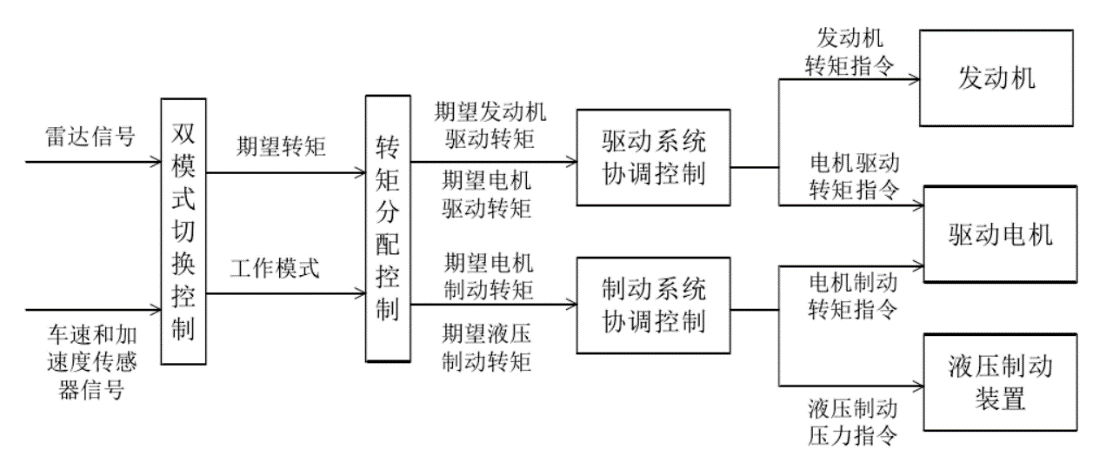 雷达信号
车速和加
速度传感
器信号
双模式切换控制
期望转矩
工作模式
转矩分配控制
期望发动机
驱动转矩
期望电机
驱动转矩
期望电机
制动转矩
期望液压
制动转矩
驱动系统
协调控制
制动系统
协调控制
发动机
转矩指令
电机驱动
转矩指令
电机制动
转矩指令
液压制动
压力指令
发动机
驱动电机
液压制动
装置